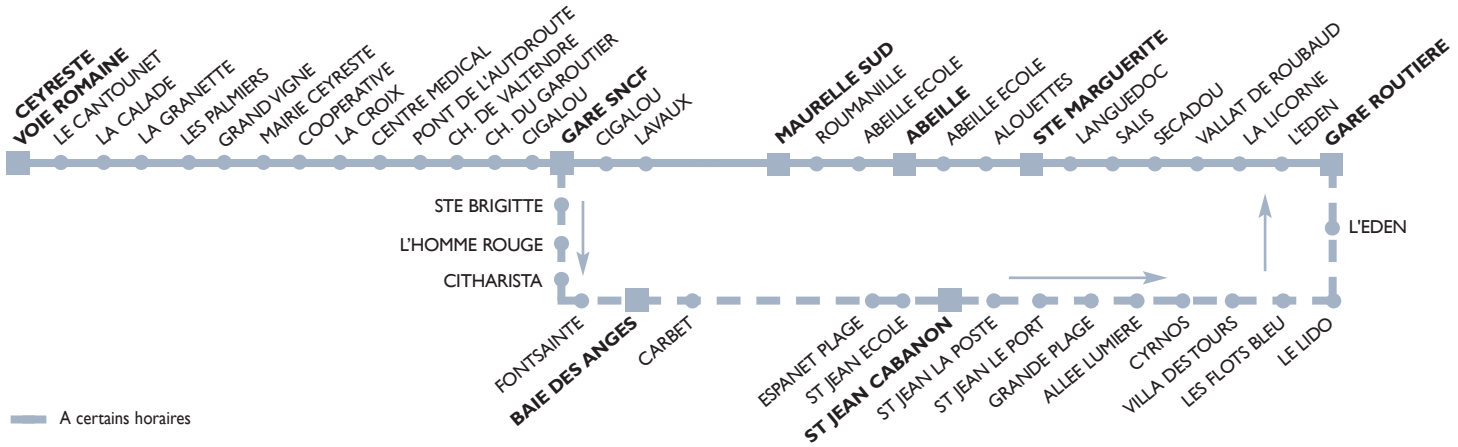 CEYRESTE
VOIE ROMAINE
LE CANTOUNET
LA CALADE
LA GRANETTE
LES PALMIERS
GRAND VIGNE
MAIRIE CEYRESTE
COOPERATIVE
LA CROIX
CENTRE MEDICAL
PONT DE L'AUTOROUTE
CH. DE VALTENDRE
CH. DU GAROUTIER
CIGALOU
GARE SNCF
CIGALOU
LAVAUX
MAURELLE SUD
ROUMANILLE
ABEILLE ECOLE
ABEILLE
ABEILLE ECOLE
ALOUETTES
STE MARGUERITE
LANGUEDOC
SALIS
SECADOU
VALLAT DE ROUBAUD
LA LICORNE
L'EDEN
GARE ROUTIERE
STE BRIGITTE
L'HOMME ROUGE
CITHARISTA
L'EDEN
FONTSAINTE
BAIE DES ANGES
CARBET
ESPANET PLAGE
ST JEAN ECOLE
ST JEAN CABANON
ST JEAN LA POSTE
ST JEAN LE PORT
GRANDE PLAGE
ALLEE LUMIERE
CYRNOS
VILLA DES TOURS
LES FLOTS BLEU
LE LIDO
A certains horaires